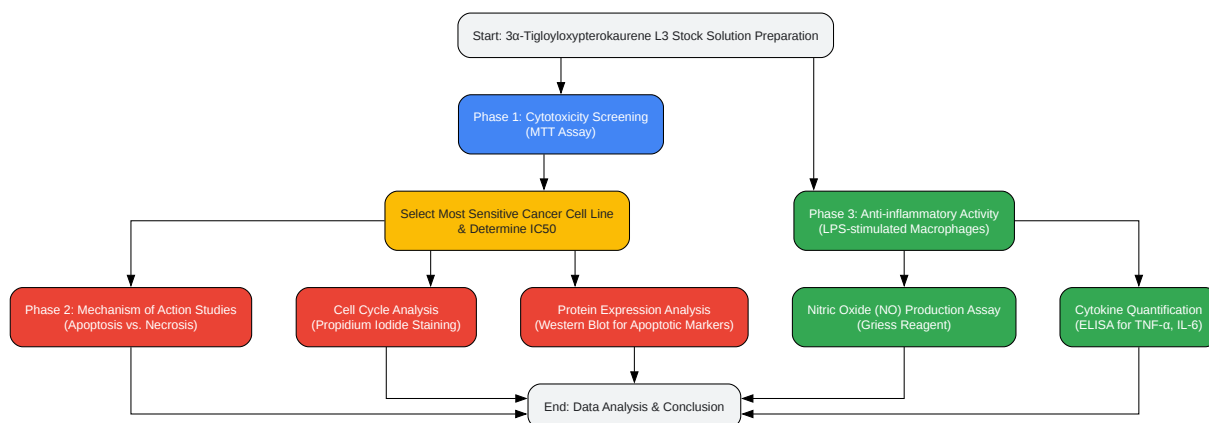 Start: 3α-Tigloyloxypterokaurene L3 Stock Solution Preparation
Phase 1: Cytotoxicity Screening
(MTT Assay)
Select Most Sensitive Cancer Cell Line
& Determine IC50
Phase 3: Anti-inflammatory Activity
(LPS-stimulated Macrophages)
Phase 2: Mechanism of Action Studies
(Apoptosis vs. Necrosis)
Cell Cycle Analysis
(Propidium Iodide Staining)
Protein Expression Analysis
(Western Blot for Apoptotic Markers)
Nitric Oxide (NO) Production Assay
(Griess Reagent)
Cytokine Quantification
(ELISA for TNF-α, IL-6)
End: Data Analysis & Conclusion